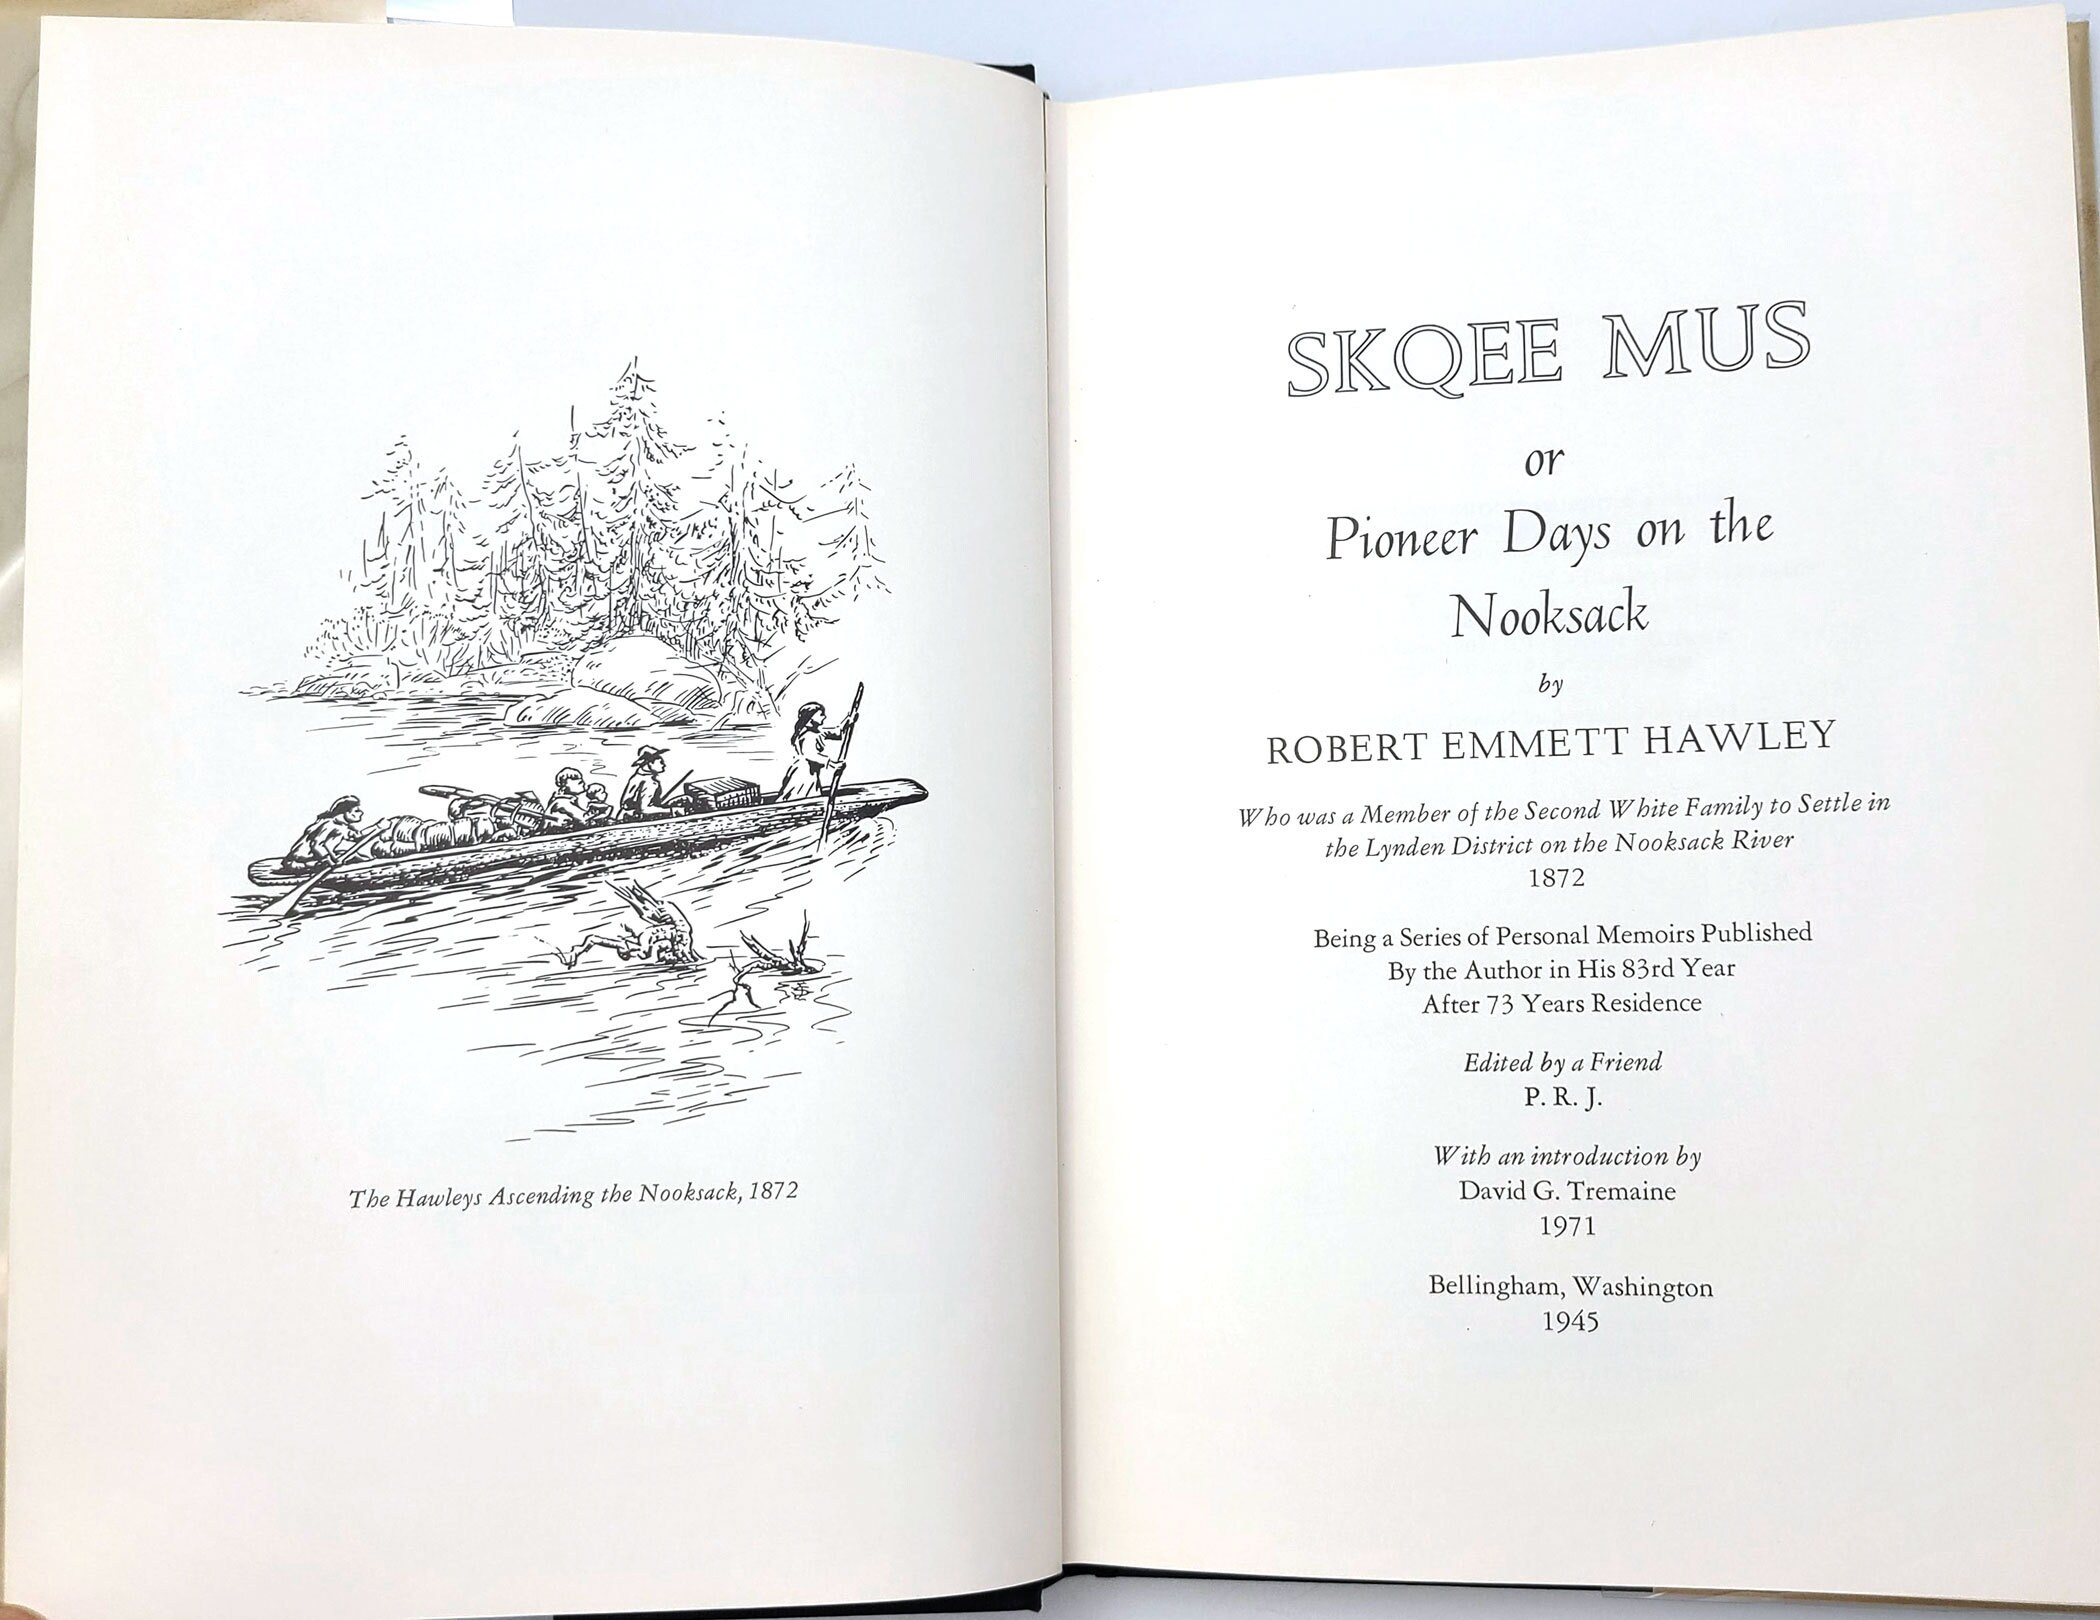 The Hawleys Ascending the Nooksack, 1872
SKQEE MUS
or
Pioneer Days on the
Nooksack
by
ROBERT EMMETT HAWLEY
Who was a Member of the Second White Family to Settle in
the Lynden District on the Nooksack River
1872
Being a Series of Personal Memoirs Published
By the Author in His 83rd Year
After 73 Years Residence
Edited by a Friend
P. R. J.
With an introduction by
David G. Tremaine
1971
Bellingham, Washington
1945